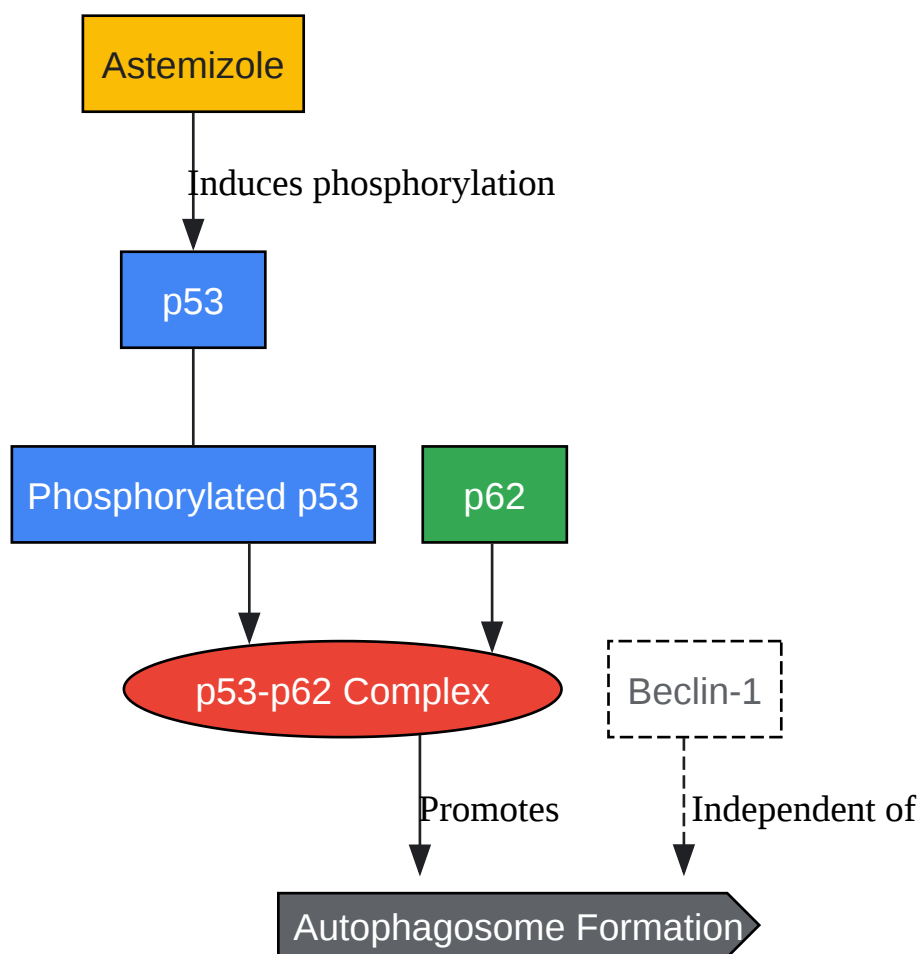 Astemizole
Induces phosphorylation
p53
Phosphorylated p53
p62
p53-p62 Complex
Beclin-1
Promotes
Independent of
Autophagosome Formation